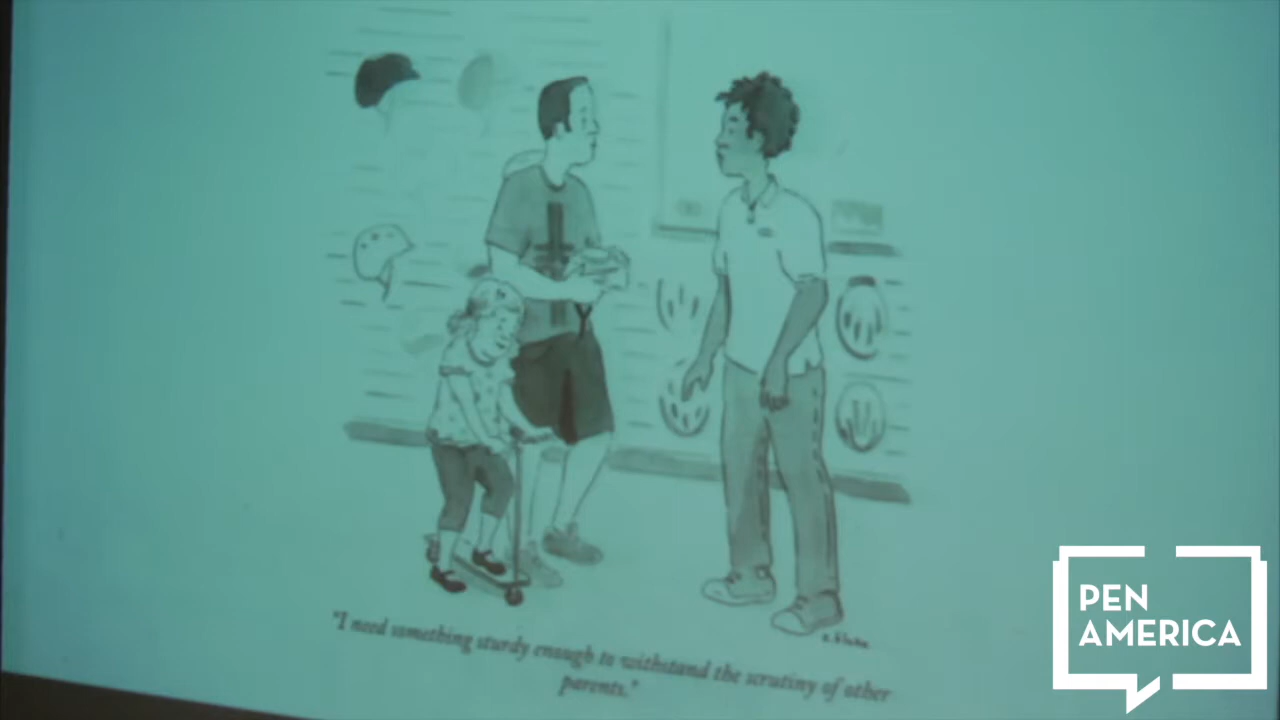 "I need something sturdy enough to withstand the scrutiny of other
parents."
PEN
AMERICA